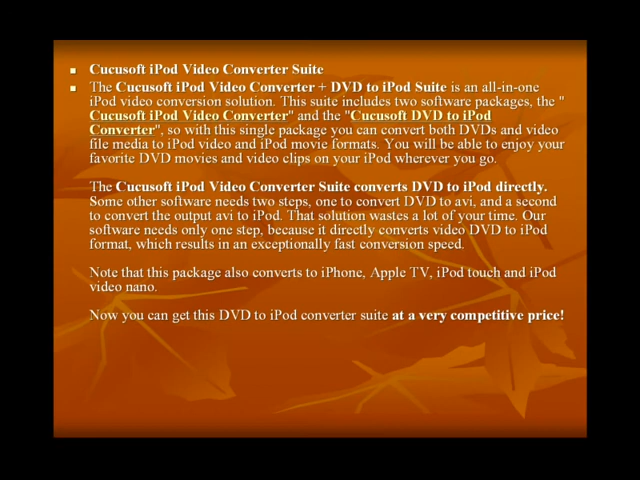 Cucusoft iPod Video Converter Suite
The Cucusoft iPod Video Converter + DVD to iPod Suite is an all-in-one
iPod video conversion solution. This suite includes two software packages, the "
Cucusoft iPod Video Converter" and the "Cucusoft DVD to iPod
Converter", so with this single package you can convert both DVDs and video
file media to iPod video and iPod movie formats. You will be able to enjoy your
favorite DVD movies and video clips on your iPod wherever you go.
The Cucusoft iPod Video Converter Suite converts DVD to iPod directly.
Some other software needs two steps, one to convert DVD to avi, and a second
to convert the output avi to iPod. That solution wastes a lot of your time. Our
software needs only one step, because it directly converts video DVD to iPod
format, which results in an exceptionally fast conversion speed.
Note that this package also converts to iPhone, Apple TV, iPod touch and iPod
video nano.
Now you can get this DVD to iPod converter suite at a very competitive price!